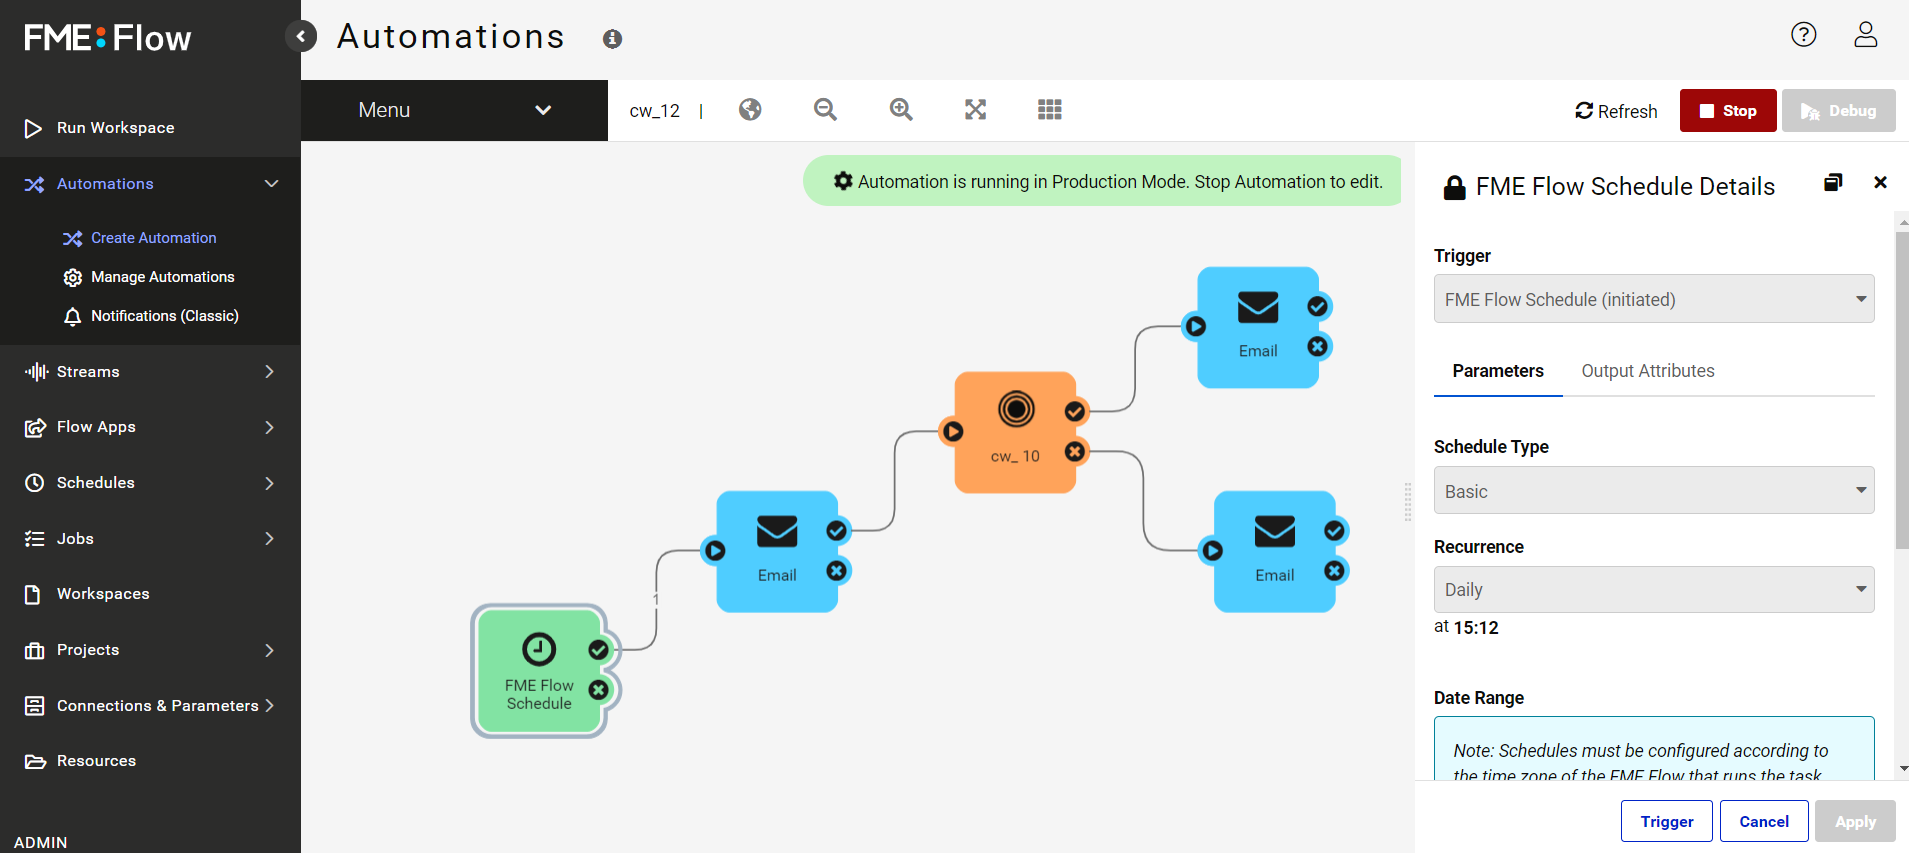 FME:Flow
Automations
Run Workspace
Automations
Create Automation
Manage Automations
Notifications (Classic)
Streams
Flow Apps
Schedules
Jobs
Workspaces
Projects
Connections & Parameters
Resources
ADMIN
Menu
cw_12 |
Refresh
Stop
Debug
Automation is running in Production Mode. Stop Automation to edit.
Email
cw_ 10
Email
Email
1
FME Flow
Schedule
FME Flow Schedule Details
Trigger
FME Flow Schedule (initiated)
Parameters
Output Attributes
Schedule Type
Basic
Recurrence
Daily
at 15:12
Date Range
Note: Schedules must be configured according to
the time zone of the FME Flow that runs the task
Trigger
Cancel
Apply